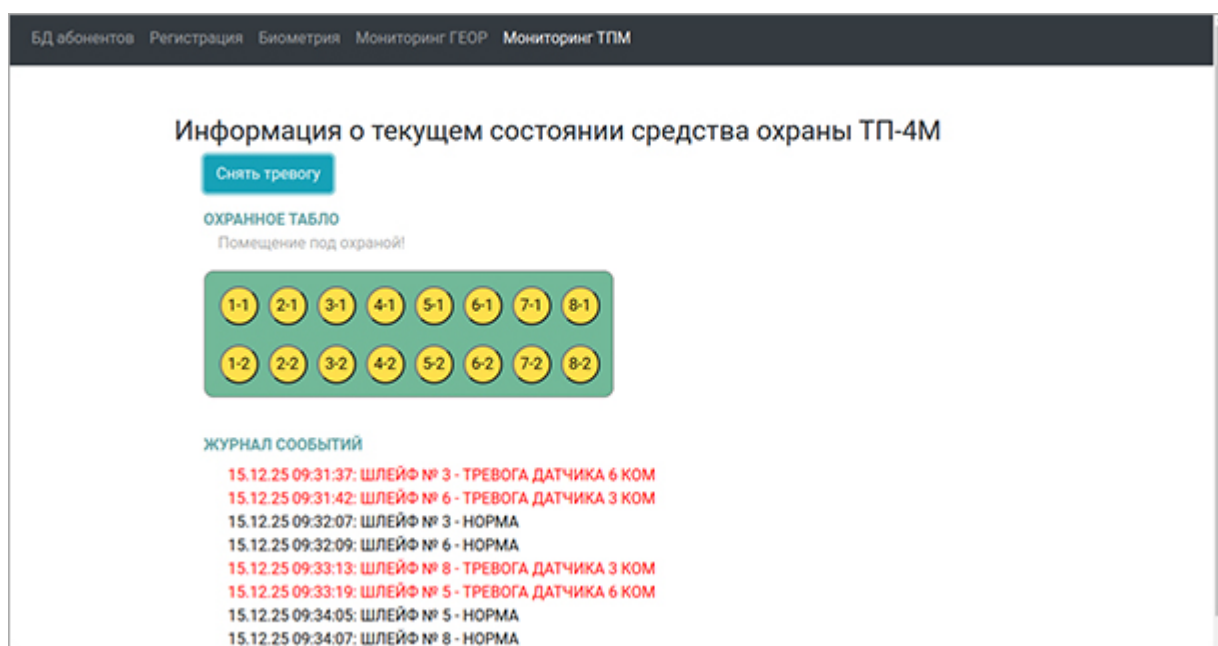 БД абонентов Регистрация Биометрия Мониторинг ГЕОР Мониторинг ТПМ
Информация о текущем состоянии средства охраны ТП-4М
Снять тревогу
ОХРАННОЕ ТАБЛО
Помещение под охраной!
1-1 2-1 3-1 4-1 5-1 6-1 7-1 8-1
1-2 2-2 3-2 4-2 5-2 6-2 7-2 8-2
ЖУРНАЛ СООБЫТИЙ
15.12.25 09:31:37: ШЛЕЙФ № 3 - ТРЕВОГА ДАТЧИКА 6 КОМ
15.12.25 09:31:42: ШЛЕЙФ № 6 - ТРЕВОГА ДАТЧИКА 3 КОМ
15.12.25 09:32:07: ШЛЕЙФ № 3 - НОРМА
15.12.25 09:32:09: ШЛЕЙФ № 6 - НОРМА
15.12.25 09:33:13: ШЛЕЙФ № 8 - ТРЕВОГА ДАТЧИКА 3 КОМ
15.12.25 09:33:19: ШЛЕЙФ № 5 - ТРЕВОГА ДАТЧИКА 6 КОМ
15.12.25 09:34:05: ШЛЕЙФ № 5 - НОРМА
15.12.25 09:34:07: ШЛЕЙФ № 8 - НОРМА